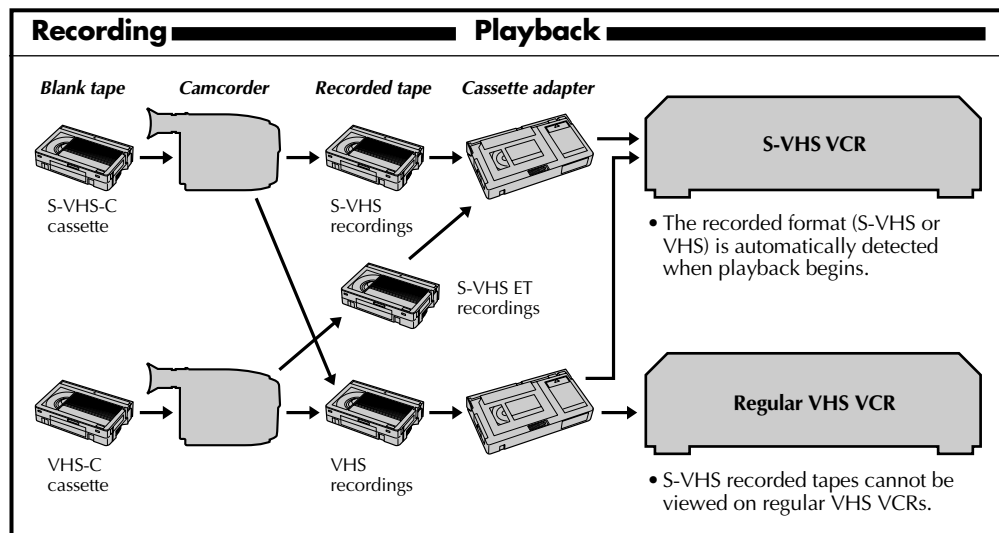 Recording
Playback
Blank tape
Camcorder
Recorded tape
Cassette adapter
S-VHS-C
cassette
S-VHS
recordings
S-VHS VCR
• The recorded format (S-VHS or
VHS) is automatically detected
when playback begins.
S-VHS ET
recordings
VHS-C
cassette
VHS
recordings
Regular VHS VCR
• S-VHS recorded tapes cannot be
viewed on regular VHS VCRs.